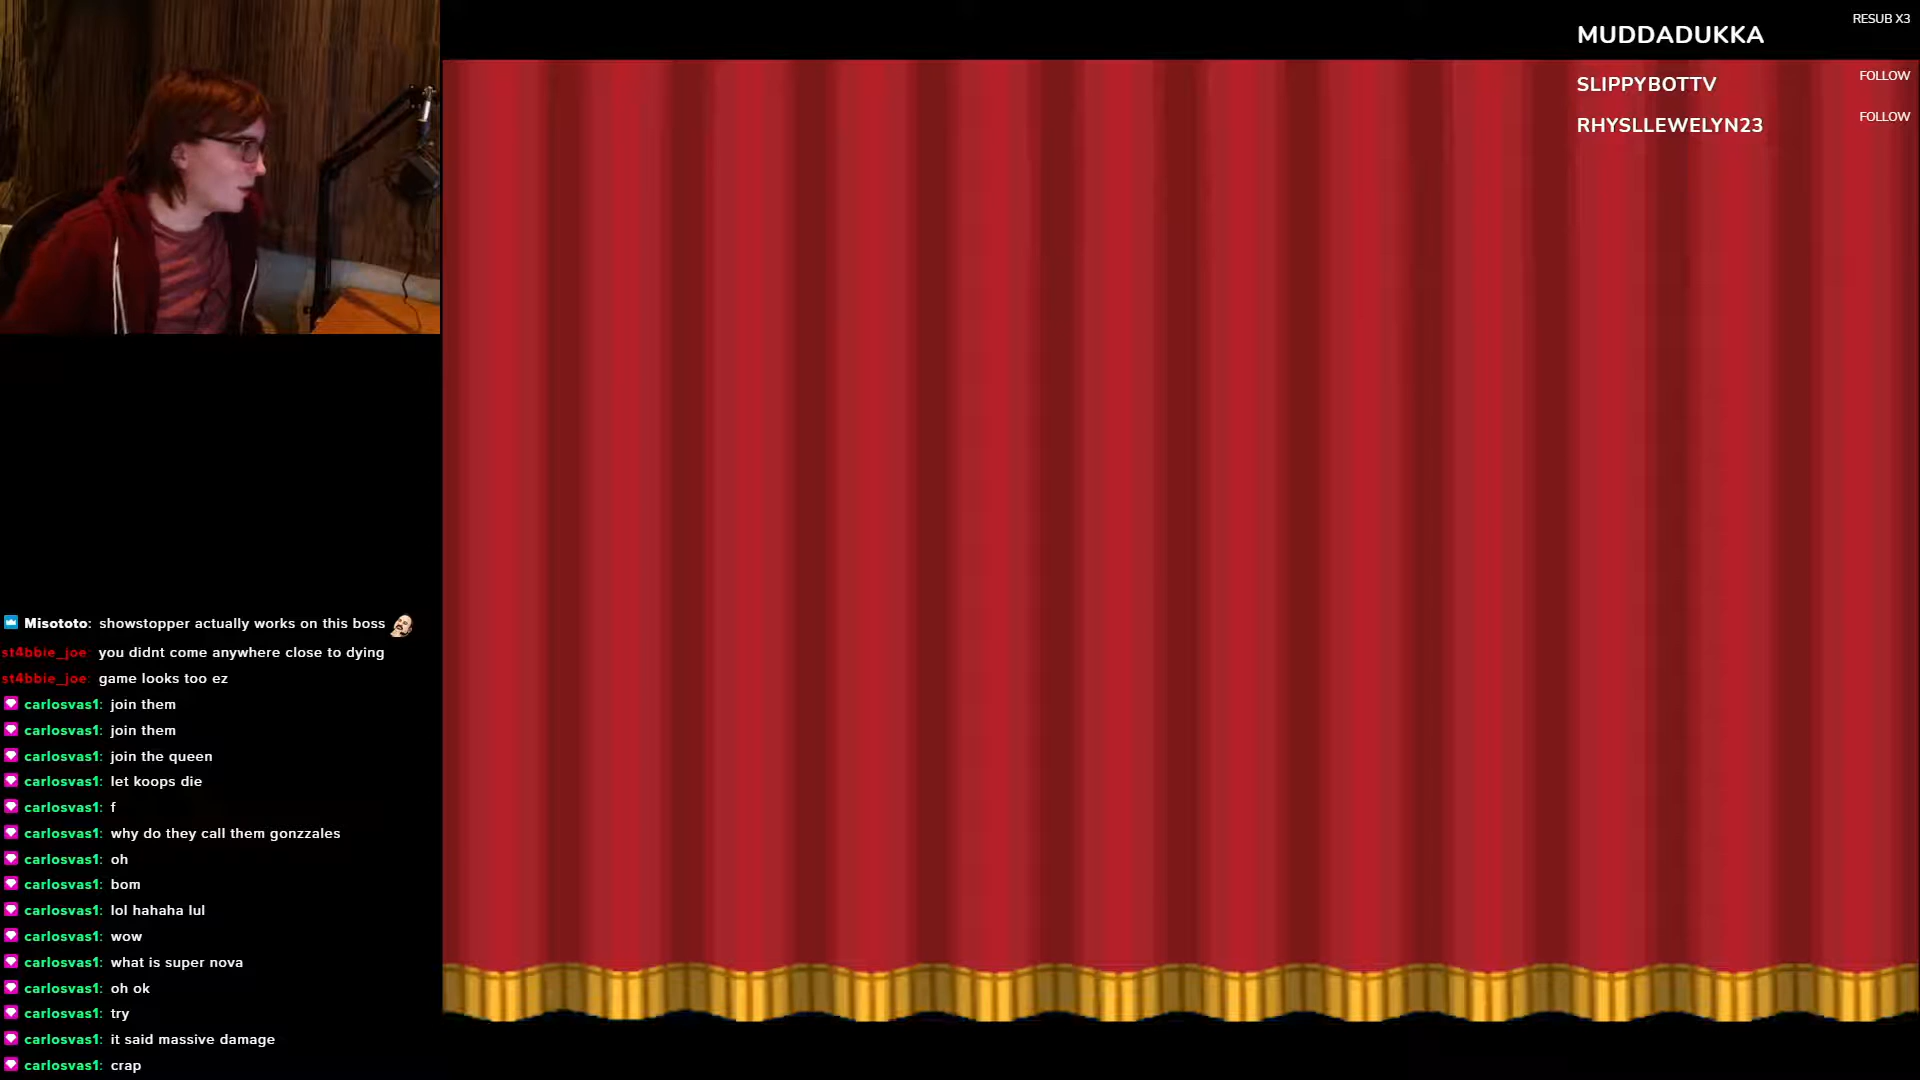 RESUB X3
MUDDADUKKA
SLIPPYBOTTV
FOLLOW
RHYSLLEWELYN23
FOLLOW
Misototo: showstopper actually works on this boss
st4bbie_joe: you didnt come anywhere close to dying
st4bbie_joe: game looks too ez
carlosvas1: join them
carlosvas1: join them
carlosvas1: join the queen
carlosvas1: let koops die
carlosvas1: f
carlosvas1: why do they call them gonzzales
carlosvas1: oh
carlosvas1: bom
carlosvas1: lol hahaha lul
carlosvas1: wow
carlosvas1: what is super nova
carlosvas1: oh ok
carlosvas1: try
carlosvas1: it said massive damage
carlosvas1: crap